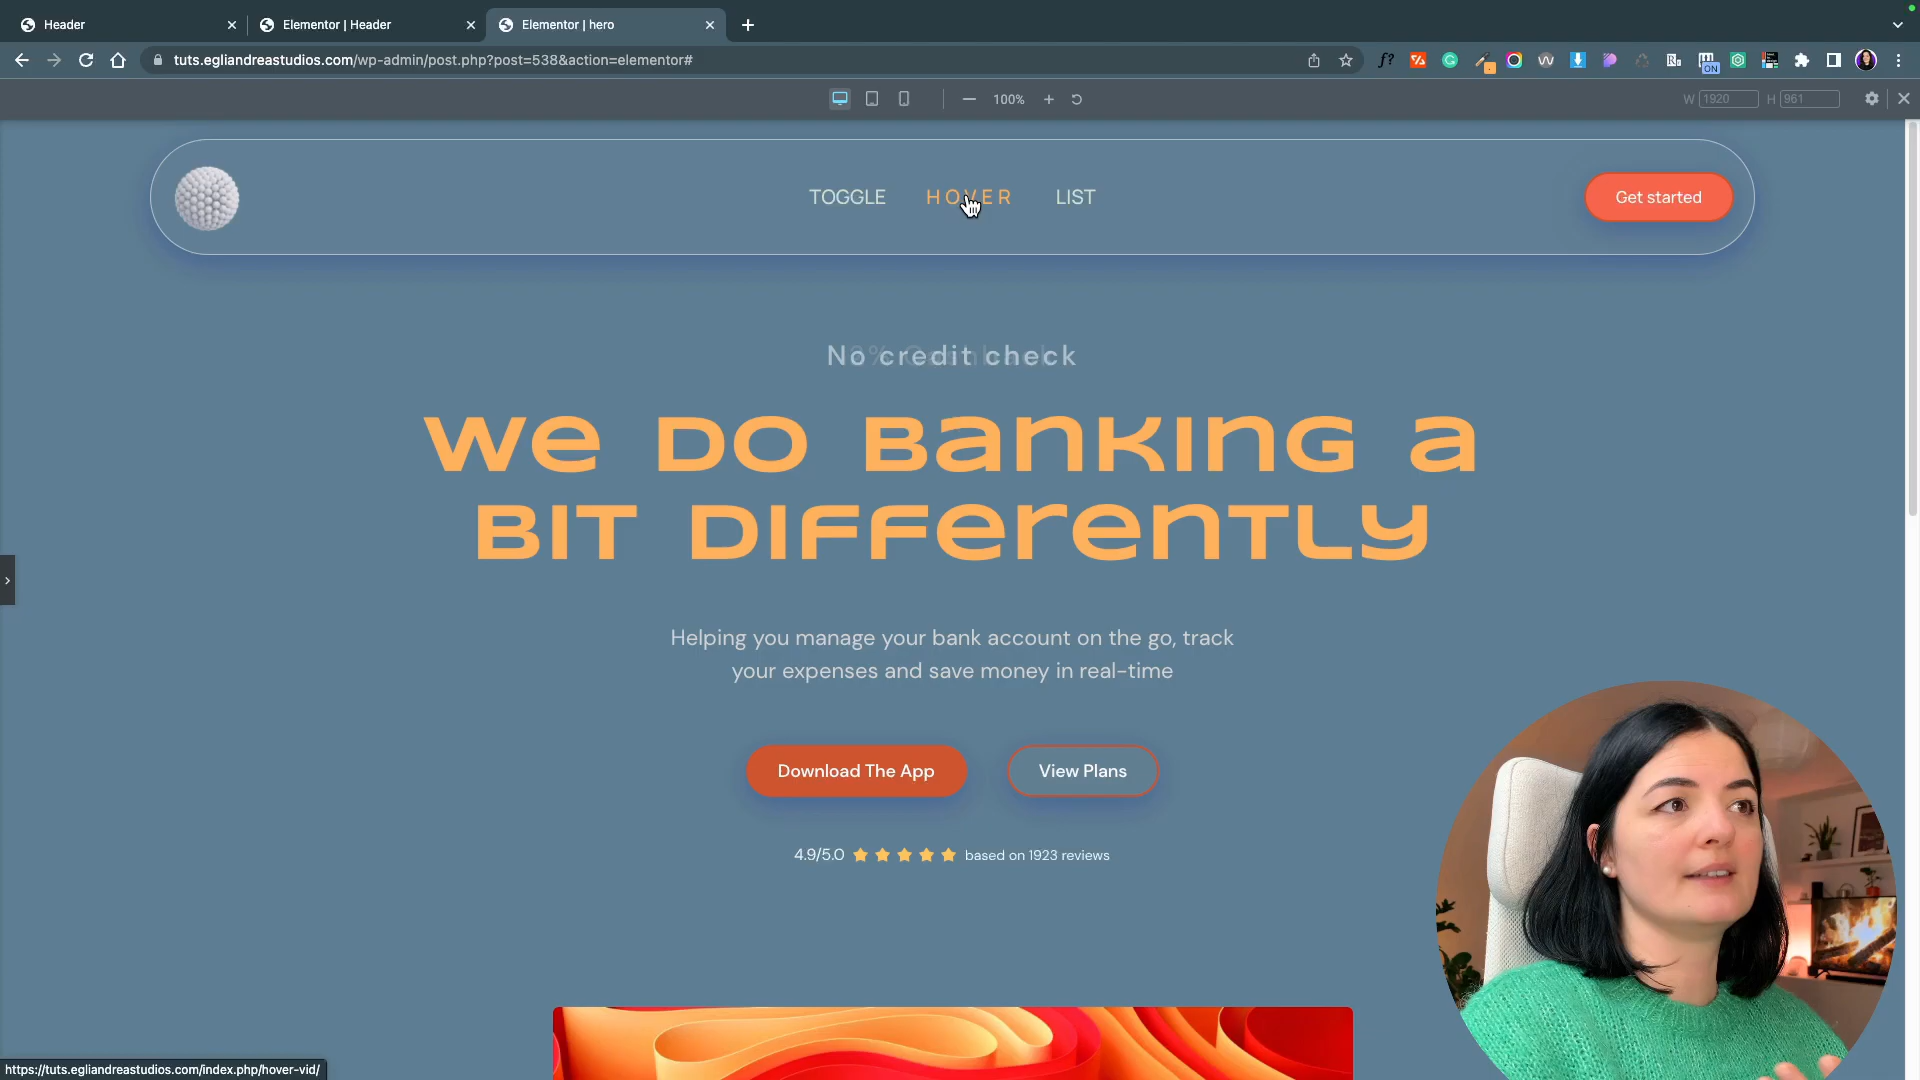 Header
Elementor | Header
Elementor | hero
tuts.egliandreastudios.com/wp-admin/post.php?post=538&action=elementor#
f?
ON
100%
W 1920 H 961
TOGGLE HOVER LIST
Get started
No credit check
We DO Banking a
BIT DIFFerenTLY
Helping you manage your bank account on the go, track
your expenses and save money in real-time
Download The App
View Plans
4.9/5.0
based on 1923 reviews
https://tuts.egliandreastudios.com/index.php/hover-vid/